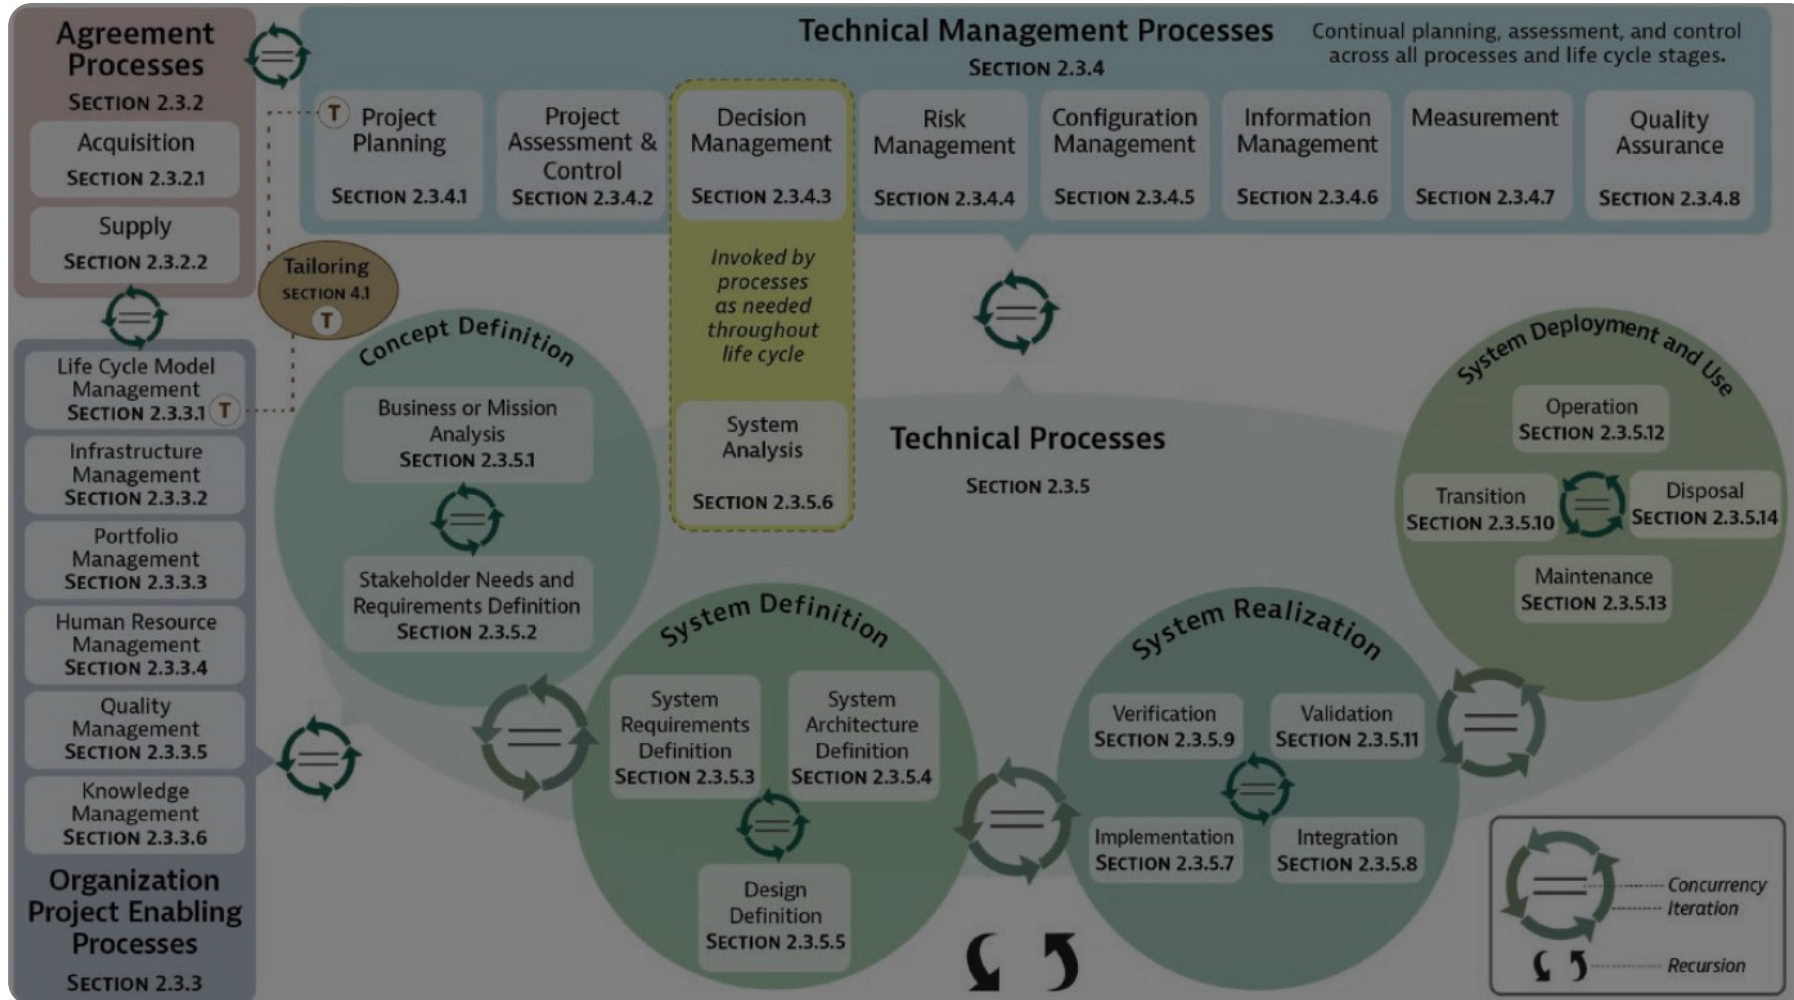 Agreement
Processes
SECTION 2.3.2
Acquisition
SECTION 2.3.2.1
Supply
SECTION 2.3.2.2
Technical Management Processes
SECTION 2.3.4
Continual planning, assessment, and control
across all processes and life cycle stages.
T
Project
Planning
SECTION 2.3.4.1
Project
Assessment &
Control
SECTION 2.3.4.2
Decision
Management
SECTION 2.3.4.3
Risk
Management
SECTION 2.3.4.4
Configuration
Management
SECTION 2.3.4.5
Information
Management
SECTION 2.3.4.6
Measurement
SECTION 2.3.4.7
Quality
Assurance
SECTION 2.3.4.8
Tailoring
SECTION 4.1
T
Invoked by
processes
as needed
throughout
life cycle
System
Analysis
SECTION 2.3.5.6
Life Cycle Model
Management
SECTION 2.3.3.1
T
Infrastructure
Management
SECTION 2.3.3.2
Portfolio
Management
SECTION 2.3.3.3
Human Resource
Management
SECTION 2.3.3.4
Quality
Management
SECTION 2.3.3.5
Knowledge
Management
SECTION 2.3.3.6
Organization
Project Enabling
Processes
SECTION 2.3.3
Concept Definition
Business or Mission
Analysis
SECTION 2.3.5.1
Stakeholder Needs and
Requirements Definition
SECTION 2.3.5.2
Technical Processes
SECTION 2.3.5
System Definition
System
Requirements
Definition
SECTION 2.3.5.3
System
Architecture
Definition
SECTION 2.3.5.4
Design
Definition
SECTION 2.3.5.5
System Realization
Verification
SECTION 2.3.5.9
Validation
SECTION 2.3.5.11
Implementation
SECTION 2.3.5.7
Integration
SECTION 2.3.5.8
System Deployment and Use
Operation
SECTION 2.3.5.12
Transition
SECTION 2.3.5.10
Disposal
SECTION 2.3.5.14
Maintenance
SECTION 2.3.5.13
Concurrency
Iteration
Recursion